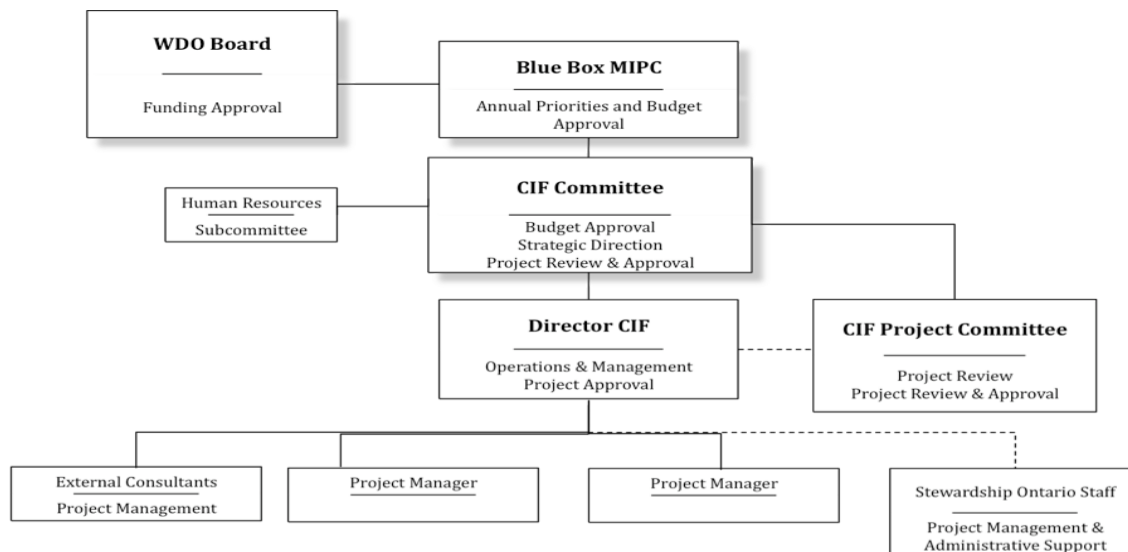 WDO Board
Funding Approval
Blue Box MIPC
Annual Priorities and Budget
Approval
Human Resources
Subcommittee
CIF Committee
Budget Approval
Strategic Direction
Project Review & Approval
Director CIF
Operations & Management
Project Approval
CIF Project Committee
Project Review
Project Review & Approval
External Consultants
Project Management
Project Manager
Project Manager
Stewardship Ontario Staff
Project Management &
Administrative Support